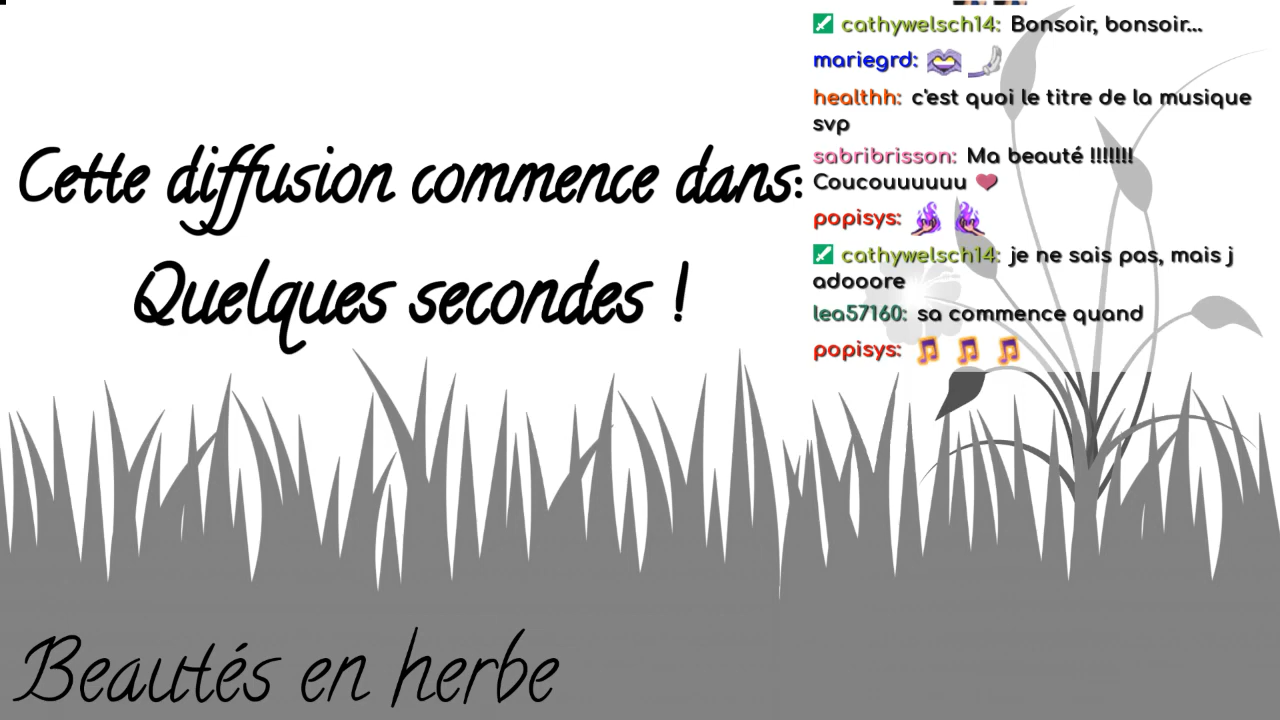 Cette diffusion commence dans:
Quelques secondes !
cathywelsch14: Bonsoir, bonsoir...
mariegrd:
healthh: c'est quoi le titre de la musique
svp
sabribrisson: Ma beauté !!!!!!!
Coucouuuuuu
popisys:
cathywelsch14: je ne sais pas, mais j
adooore
lea57160: sa commence quand
popisys:
Beautés en herbe